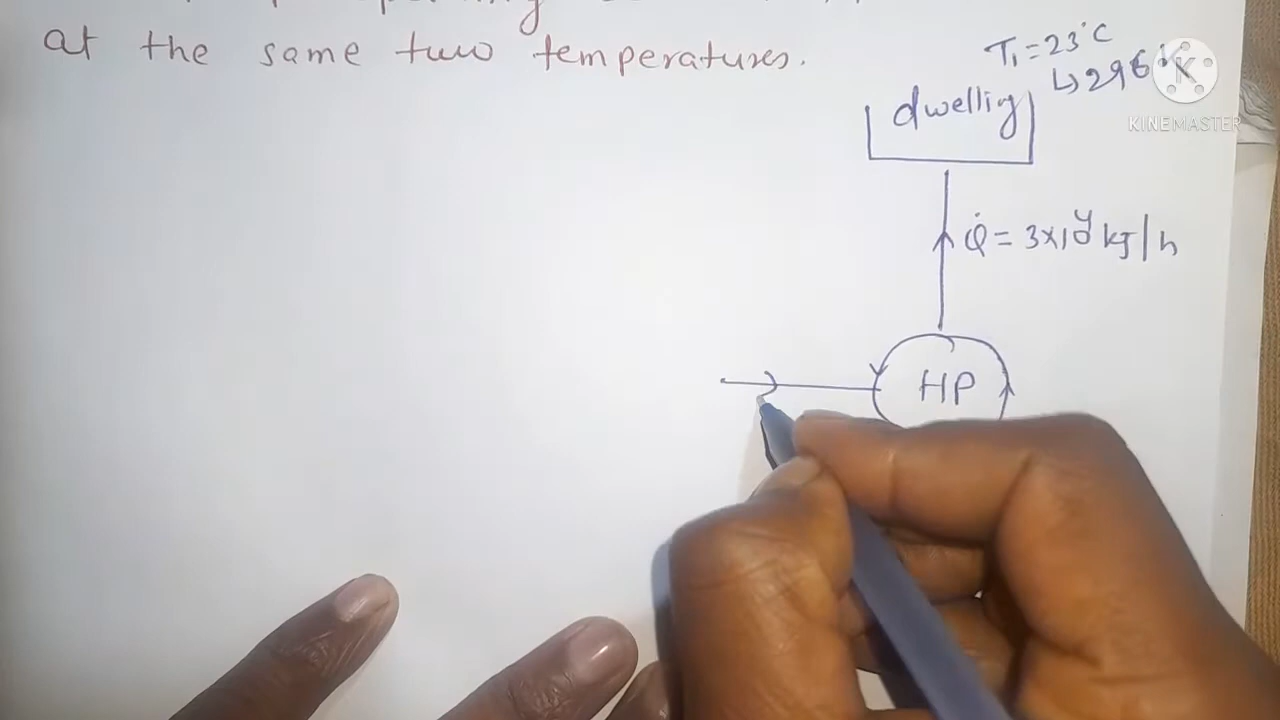 at the same two temperatures.
T₁ = 23°C
↳ 296 K
KINEMASTER
dwelling
Q̇ = 3×10⁴ kJ/h
HP